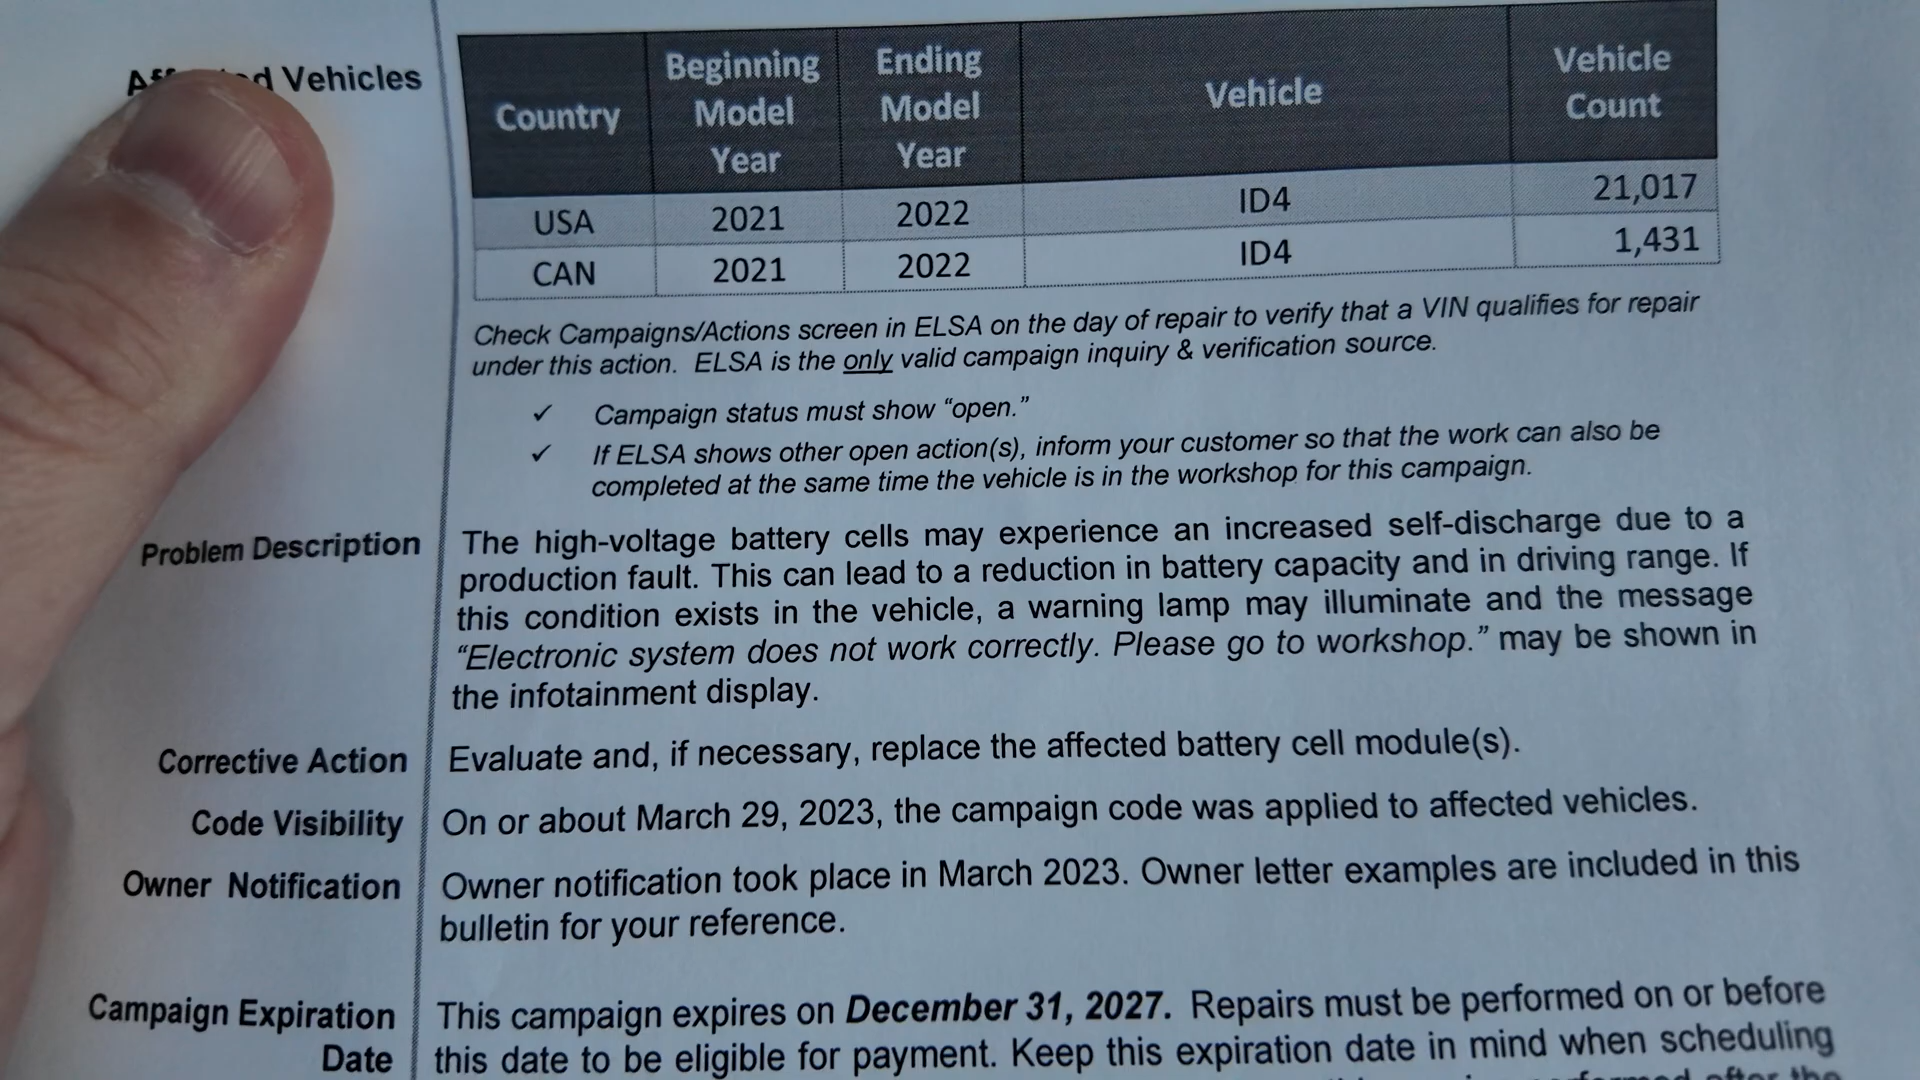 Vehicles
Country Beginning Model Year Ending Model Year Vehicle Vehicle Count
USA 2021 2022 ID4 21,017
CAN 2021 2022 ID4 1,431
Check Campaigns/Actions screen in ELSA on the day of repair to verify that a VIN qualifies for repair
under this action. ELSA is the only valid campaign inquiry & verification source.
✓ Campaign status must show “open.”
✓ If ELSA shows other open action(s), inform your customer so that the work can also be
completed at the same time the vehicle is in the workshop for this campaign.
Problem Description The high-voltage battery cells may experience an increased self-discharge due to a
production fault. This can lead to a reduction in battery capacity and in driving range. If
this condition exists in the vehicle, a warning lamp may illuminate and the message
“Electronic system does not work correctly. Please go to workshop.” may be shown in
the infotainment display.
Corrective Action Evaluate and, if necessary, replace the affected battery cell module(s).
Code Visibility On or about March 29, 2023, the campaign code was applied to affected vehicles.
Owner Notification Owner notification took place in March 2023. Owner letter examples are included in this
bulletin for your reference.
Campaign Expiration This campaign expires on December 31, 2027. Repairs must be performed on or before
Date this date to be eligible for payment. Keep this expiration date in mind when scheduling